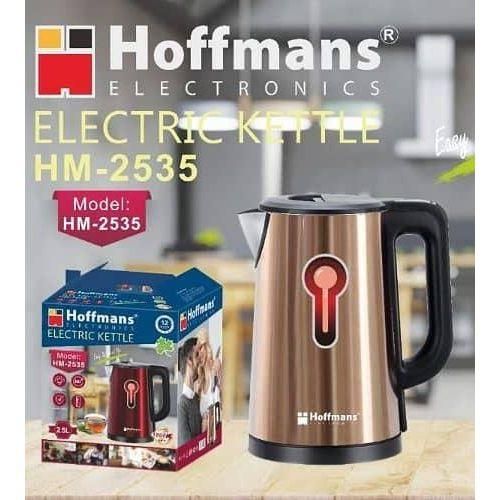 Hoffmans®
ELECTRONICS
ELECTRIC KETTLE
HM-2535
Easy
Model:
HM-2535
Hoffmans®
ELECTRONICS
ELECTRIC KETTLE
Model:
HM-2535
2.5L
Hoffmans